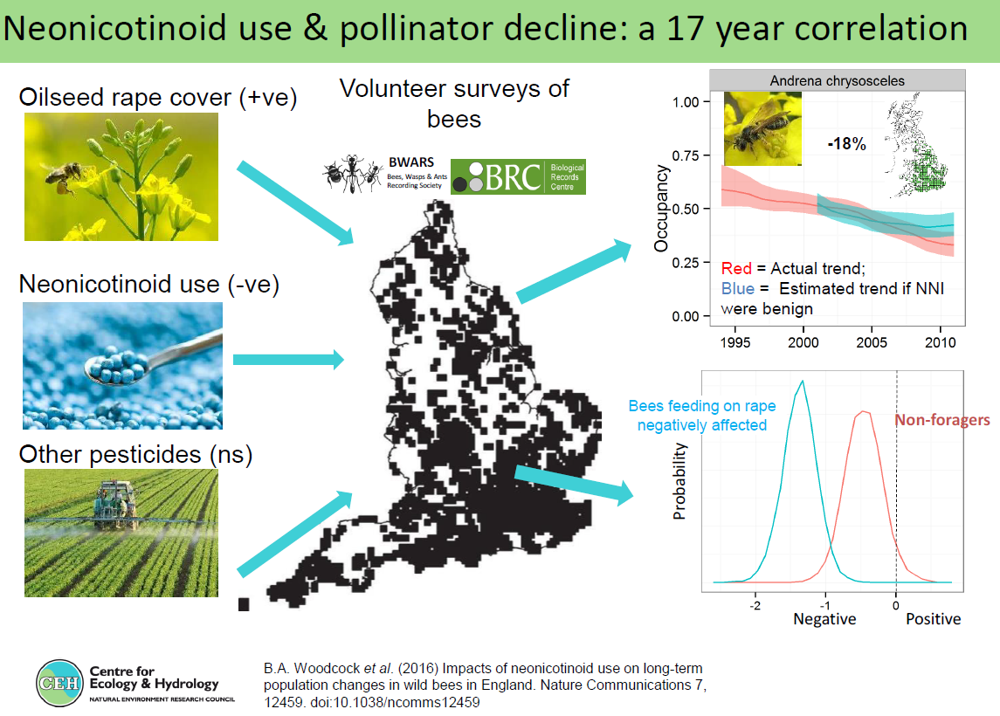 Neonicotinoid use & pollinator decline: a 17 year correlation
Oilseed rape cover (+ve)
Neonicotinoid use (-ve)
Other pesticides (ns)
Volunteer surveys of
bees
BWARS
Bees, Wasps & Ants
Recording Society
BRC
Biological
Records
Centre
Andrena chrysosceles
-18%
Occupancy
1.00
0.75
0.50
0.25
0.00
Red = Actual trend;
Blue = Estimated trend if NNI
were benign
1995 2000 2005 2010
Bees feeding on rape
negatively affected
Non-foragers
Probability
-2 -1 0
Negative Positive
CEH
Centre for
Ecology & Hydrology
NATURAL ENVIRONMENT RESEARCH COUNCIL
B.A. Woodcock et al. (2016) Impacts of neonicotinoid use on long-term
population changes in wild bees in England. Nature Communications 7,
12459. doi:10.1038/ncomms12459